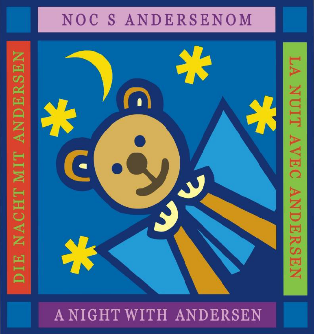 NOC S ANDERSENOM
DIE NACHT MIT ANDERSEN
LA NUIT AVEC ANDERSEN
A NIGHT WITH ANDERSEN